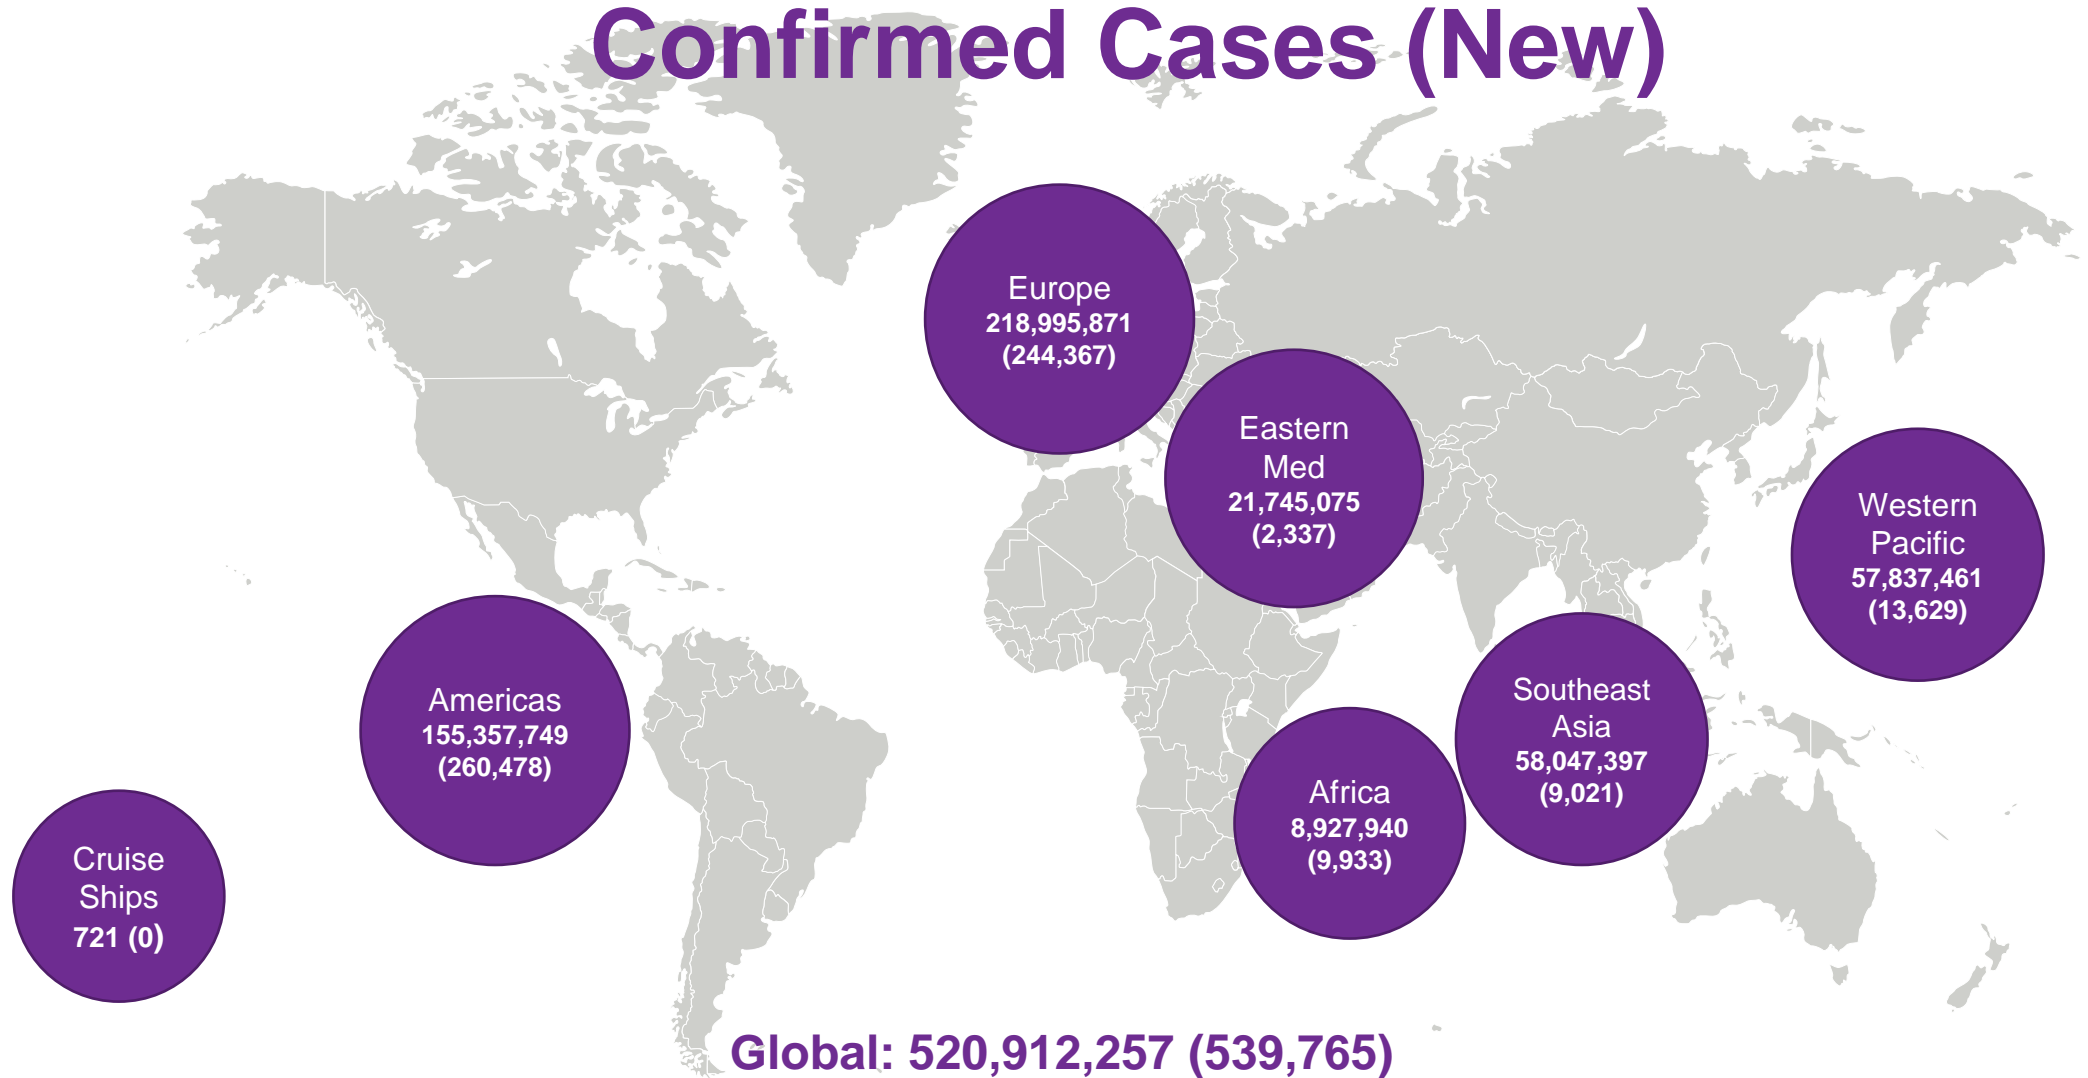 Confirmed Cases (New)
Europe
218,995,871
(244,367)
Eastern
Med
21,745,075
(2,337)
Western
Pacific
57,837,461
(13,629)
Americas
155,357,749
(260,478)
Southeast
Asia
58,047,397
(9,021)
Africa
8,927,940
(9,933)
Cruise
Ships
721 (0)
Global: 520,912,257 (539,765)